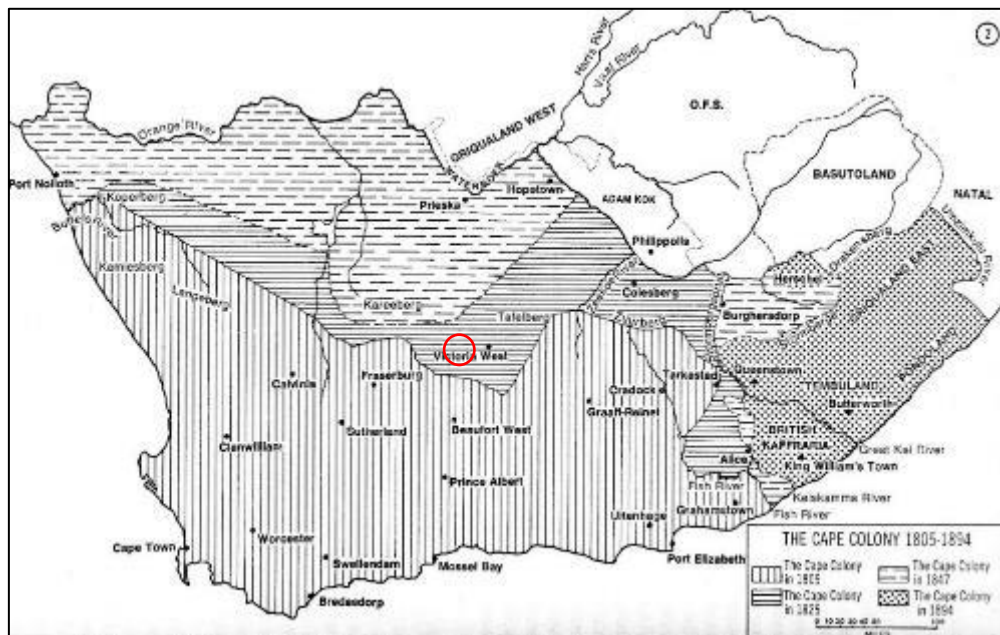 2
Harts River
Vaal River
O.F.S.
Orange River
GRIQUALAND WEST
BASUTOLAND
NATAL
Port Nolloth
Hopetown
ADAM KOK
Prieska
Koperberg
Philippolis
Drakensberg
Kamiesberg
Herschel
GRIQUALAND EAST
Langeberg
Colesberg
Kareeberg
Burghersdorp
Tafelberg
PONDOLAND
Victoria West
Calvinia
Fraserburg
Tarkastad
Queenstown
Cradock
TEMBULAND
Graaff-Reinet
Butterworth
Sutherland
Beaufort West
Clanwilliam
BRITISH
KAFFRARIA
Great Kei River
Alice
King William's Town
Prince Albert
Fish River
Keiskamma River
Grahamstown
Uitenhage
Fish River
Worcester
Cape Town
THE CAPE COLONY 1805-1894
Swellendam
Mossel Bay
Port Elizabeth
The Cape Colony
in 1805
The Cape Colony
in 1847
Bredasdorp
The Cape Colony
in 1825
The Cape Colony
in 1894